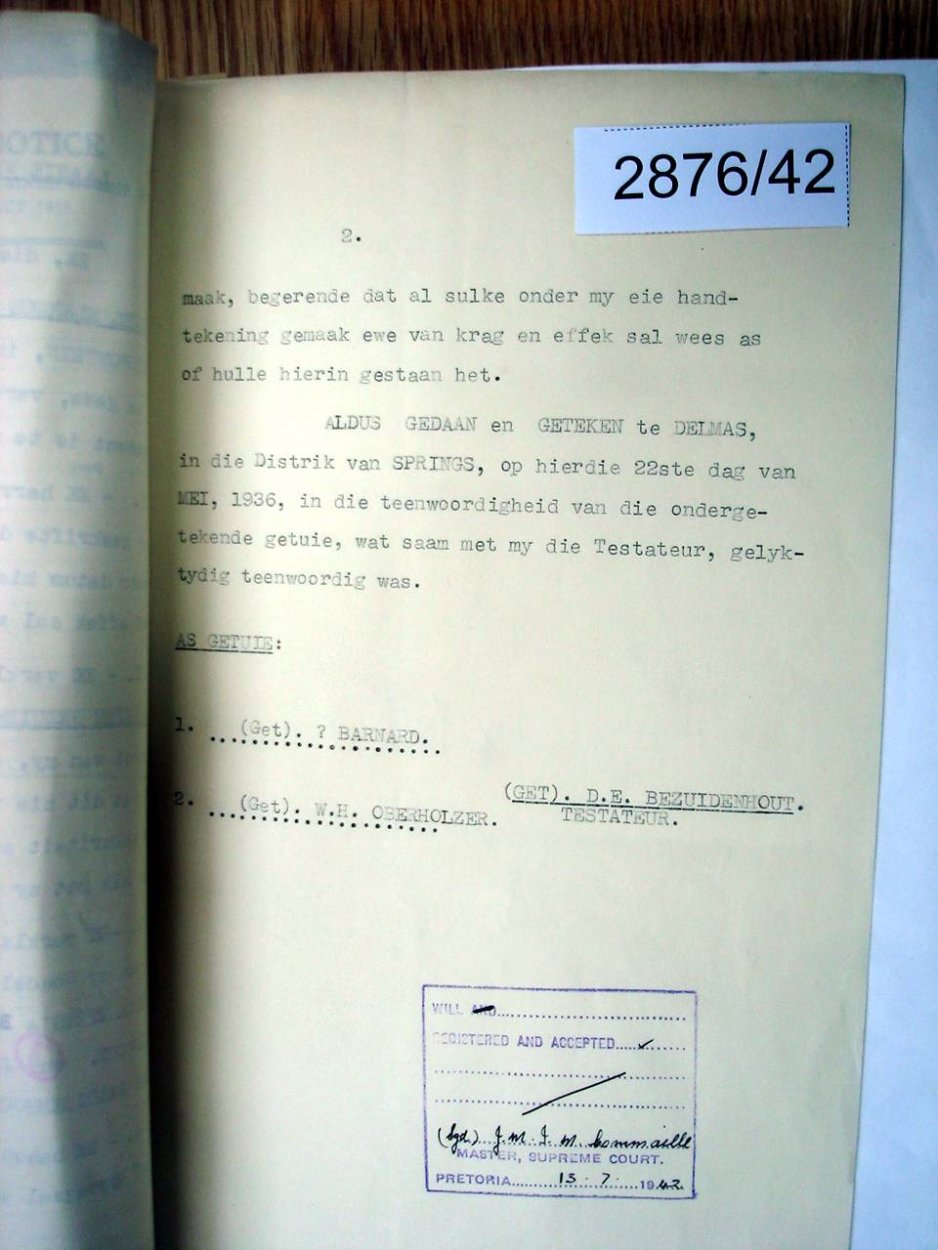 2876/42
2.
maak, begerende dat al sulke onder my eie hand-
tekening gemaak ewe van krag en effek sal wees as
of hulle hierin gestaan het.
ALDUS GEDAAN en GETEKEN te DELMAS,
in die Distrik van SPRINGS, op hierdie 22ste dag van
MEI, 1936, in die teenwoordigheid van die onderge-
tekende getuie, wat saam met my die Testateur, gelyk-
tydig teenwoordig was.
AS GETUIE:
1. (Get). ? BARNARD.
2. (Get). W.H. OBERHOLZER.
(GET). D.E. BEZUIDENHOUT.
TESTATEUR.
WILL AND
REGISTERED AND ACCEPTED
(sgd.) J.M. I.M. Commaille
MASTER, SUPREME COURT.
PRETORIA 13.7. 1942